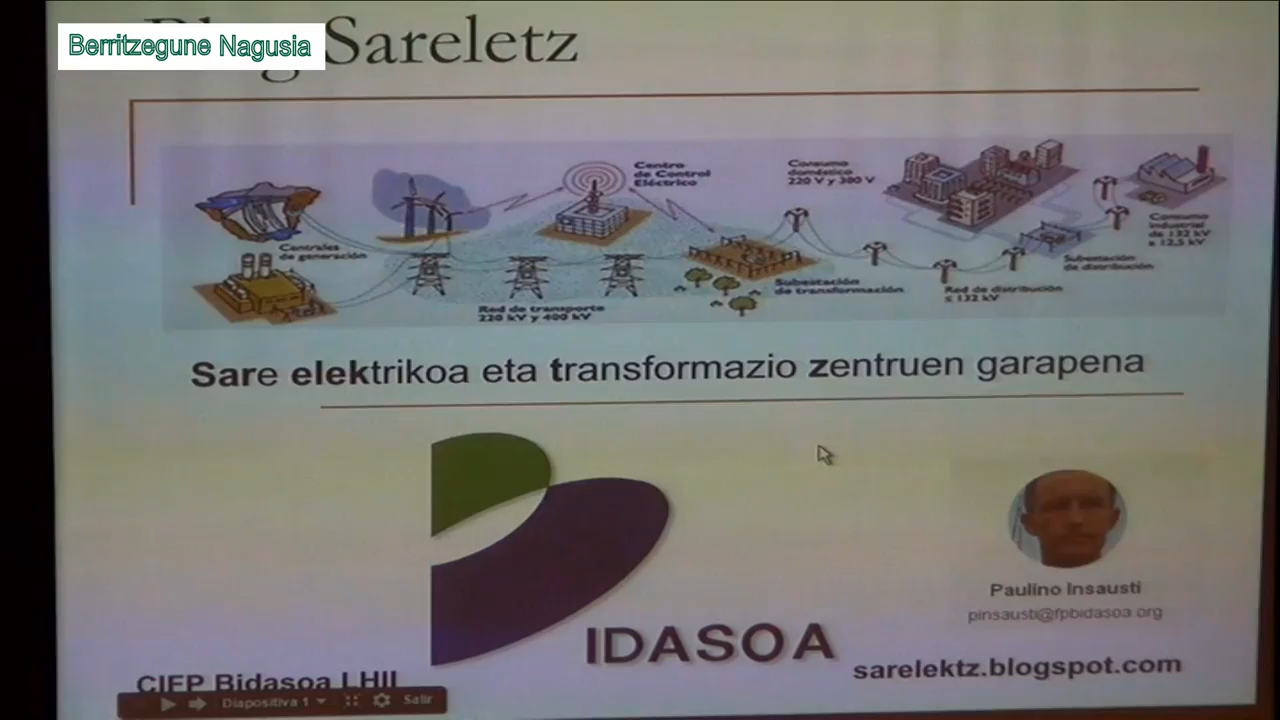 Berritzegune Nagusia
Blog Sareletz
Centro
de Control
Eléctrico
Consumo
doméstico
220 V y 380 V
Centrales
de generación
Consumo
industrial
de 132 kV
a 12,5 kV
Subestación
de distribución
Subestación
de transformación
Red de distribución
≤ 132 kV
Red de transporte
220 kV y 400 kV
Sare elektrikoa eta transformazio zentruen garapena
IDASOA
Paulino Insausti
pinsausti@fpbidasoa.org
sarelektz.blogspot.com
CIFP Bidasoa LHII
Diapositiva 1
Salir